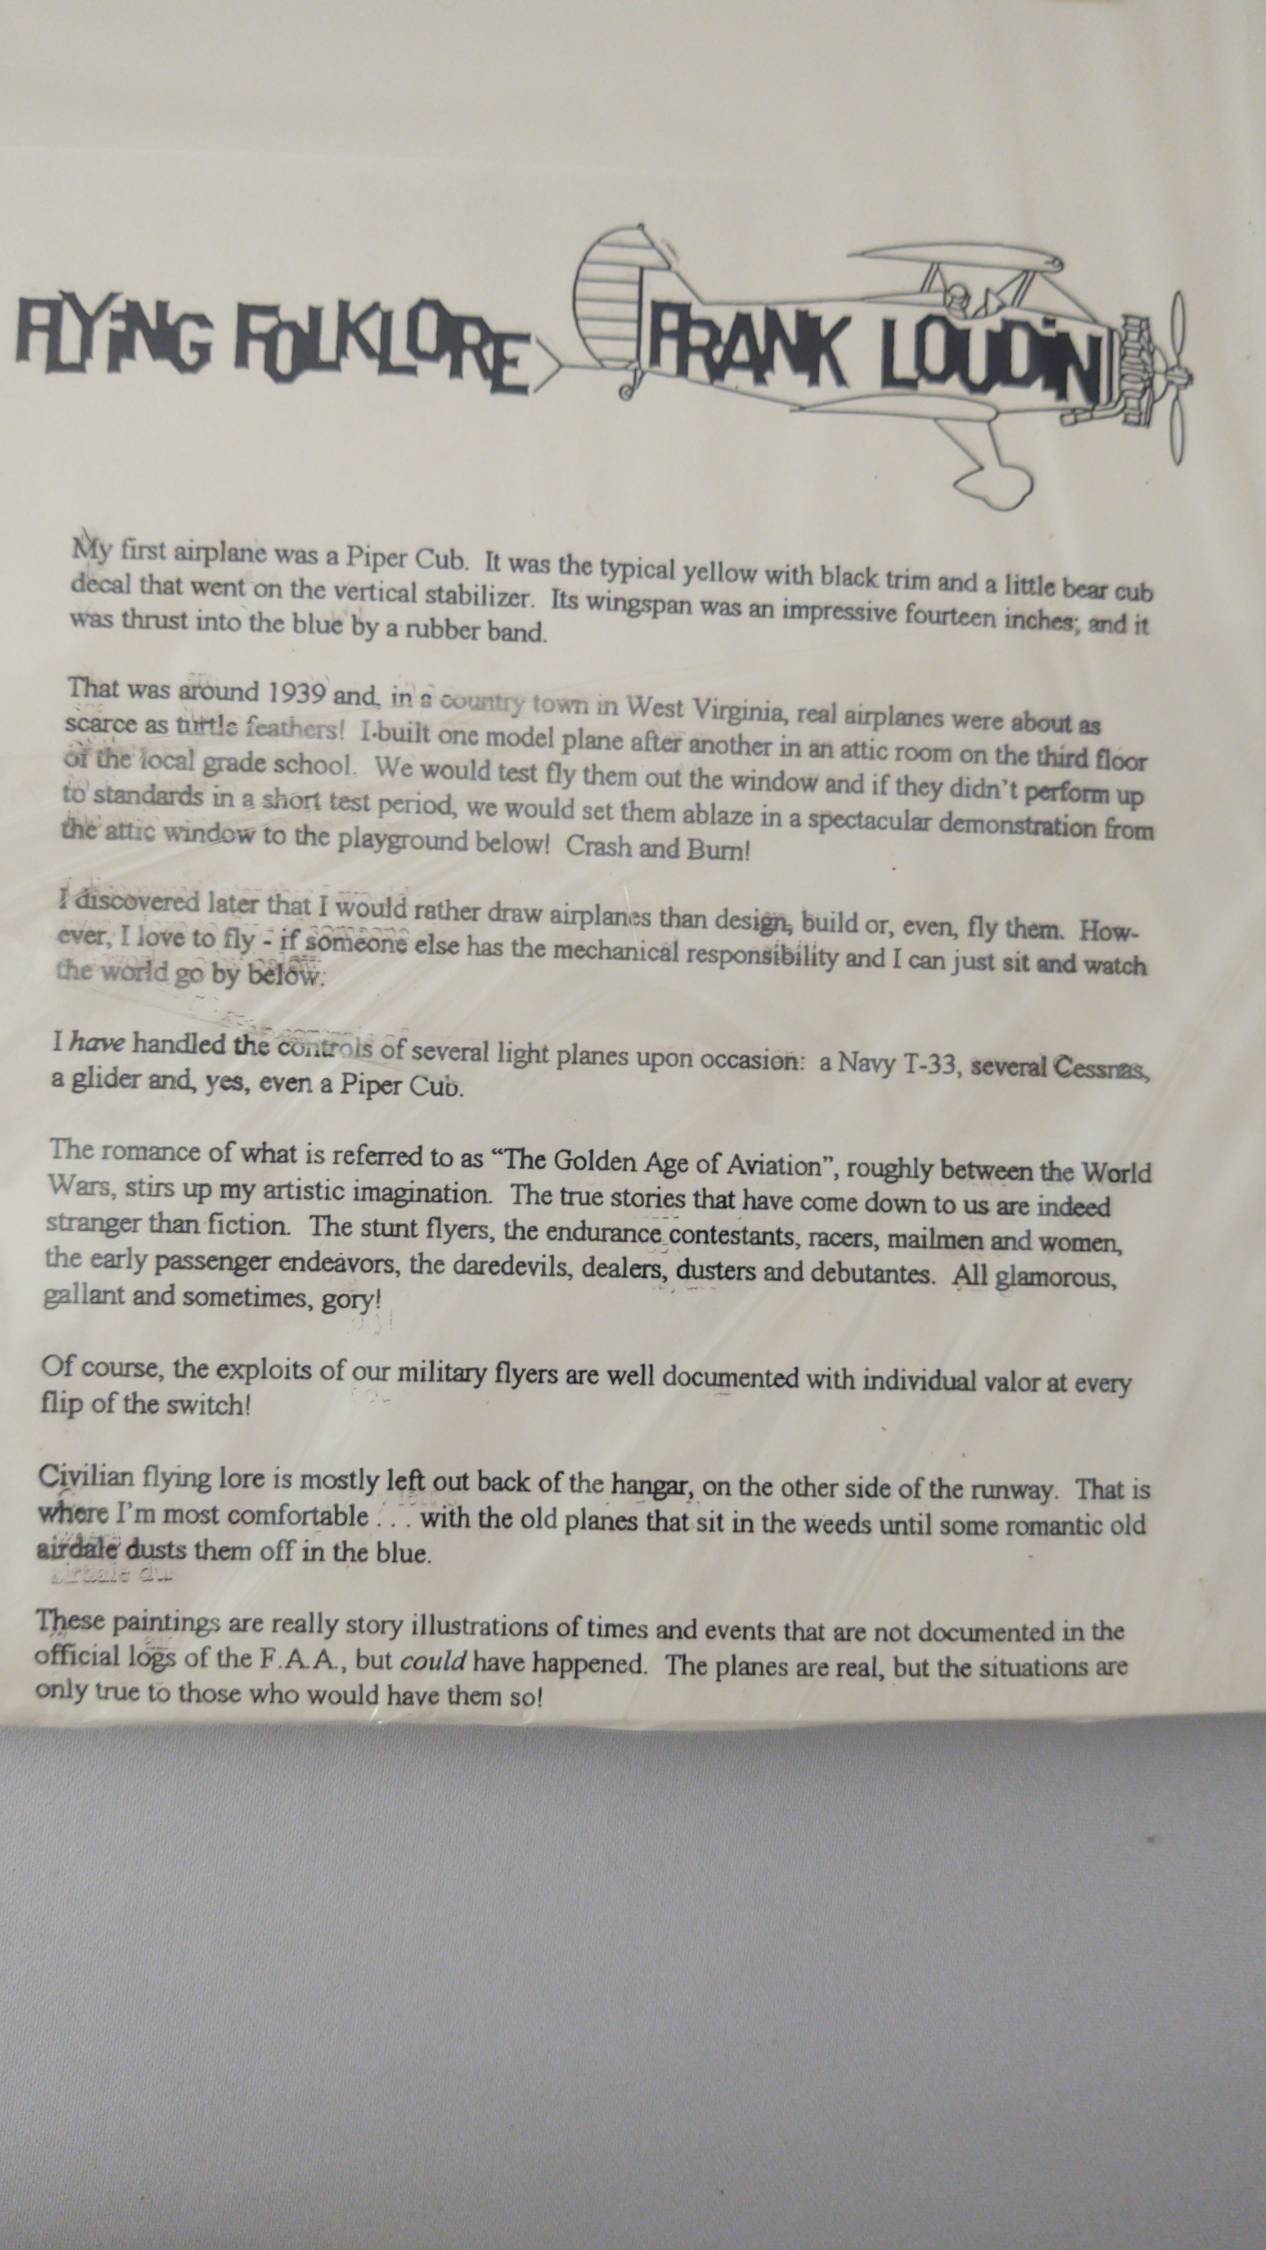 FLYiNG FOLKLORE FRANK LOUDiN
My first airplane was a Piper Cub. It was the typical yellow with black trim and a little bear cub
decal that went on the vertical stabilizer. Its wingspan was an impressive fourteen inches; and it
was thrust into the blue by a rubber band.
That was around 1939 and, in a country town in West Virginia, real airplanes were about as
scarce as turtle feathers! I built one model plane after another in an attic room on the third floor
of the local grade school. We would test fly them out the window and if they didn't perform up
to standards in a short test period, we would set them ablaze in a spectacular demonstration from
the attic window to the playground below! Crash and Burn!
I discovered later that I would rather draw airplanes than design, build or, even, fly them. How-
ever, I love to fly - if someone else has the mechanical responsibility and I can just sit and watch
the world go by below.
I have handled the controls of several light planes upon occasion: a Navy T-33, several Cessnas,
a glider and, yes, even a Piper Cub.
The romance of what is referred to as “The Golden Age of Aviation”, roughly between the World
Wars, stirs up my artistic imagination. The true stories that have come down to us are indeed
stranger than fiction. The stunt flyers, the endurance contestants, racers, mailmen and women,
the early passenger endeavors, the daredevils, dealers, dusters and debutantes. All glamorous,
gallant and sometimes, gory!
Of course, the exploits of our military flyers are well documented with individual valor at every
flip of the switch!
Civilian flying lore is mostly left out back of the hangar, on the other side of the runway. That is
where I'm most comfortable . . . with the old planes that sit in the weeds until some romantic old
airdale dusts them off in the blue.
These paintings are really story illustrations of times and events that are not documented in the
official logs of the F.A.A., but could have happened. The planes are real, but the situations are
only true to those who would have them so!